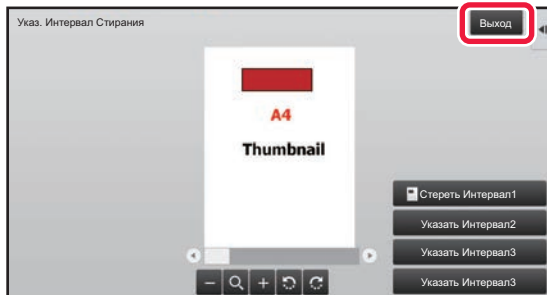 Указ. Интервал Стирания
Выход
A4
Thumbnail
Стереть Интервал1
Указать Интервал2
Указать Интервал3
Указать Интервал3